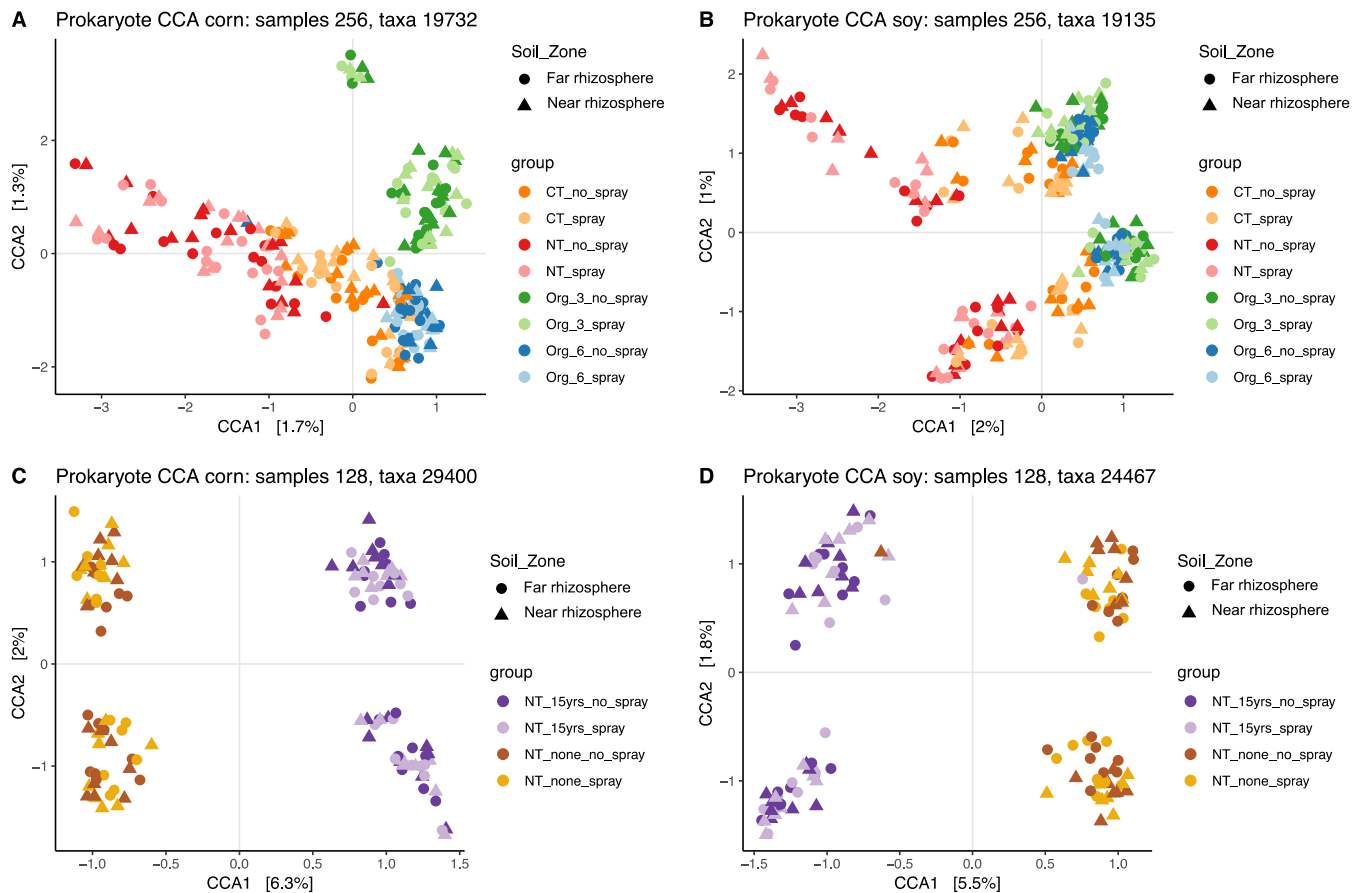 A Prokaryote CCA corn: samples 256, taxa 19732
CCA2 [1.3%]
2
0
−2
−3
−2
−1
0
1
CCA1 [1.7%]
Soil_Zone
Far rhizosphere
Near rhizosphere
group
CT_no_spray
CT_spray
NT_no_spray
NT_spray
Org_3_no_spray
Org_3_spray
Org_6_no_spray
Org_6_spray
B Prokaryote CCA soy: samples 256, taxa 19135
CCA2 [1%]
2
1
0
−1
−2
−3
−2
−1
0
1
CCA1 [2%]
Soil_Zone
Far rhizosphere
Near rhizosphere
group
CT_no_spray
CT_spray
NT_no_spray
NT_spray
Org_3_no_spray
Org_3_spray
Org_6_no_spray
Org_6_spray
C Prokaryote CCA corn: samples 128, taxa 29400
CCA2 [2%]
1
0
−1
−1.0
−0.5
0.0
0.5
1.0
1.5
CCA1 [6.3%]
Soil_Zone
Far rhizosphere
Near rhizosphere
group
NT_15yrs_no_spray
NT_15yrs_spray
NT_none_no_spray
NT_none_spray
D Prokaryote CCA soy: samples 128, taxa 24467
CCA2 [1.8%]
1
0
−1
−1.5
−1.0
−0.5
0.0
0.5
1.0
CCA1 [5.5%]
Soil_Zone
Far rhizosphere
Near rhizosphere
group
NT_15yrs_no_spray
NT_15yrs_spray
NT_none_no_spray
NT_none_spray